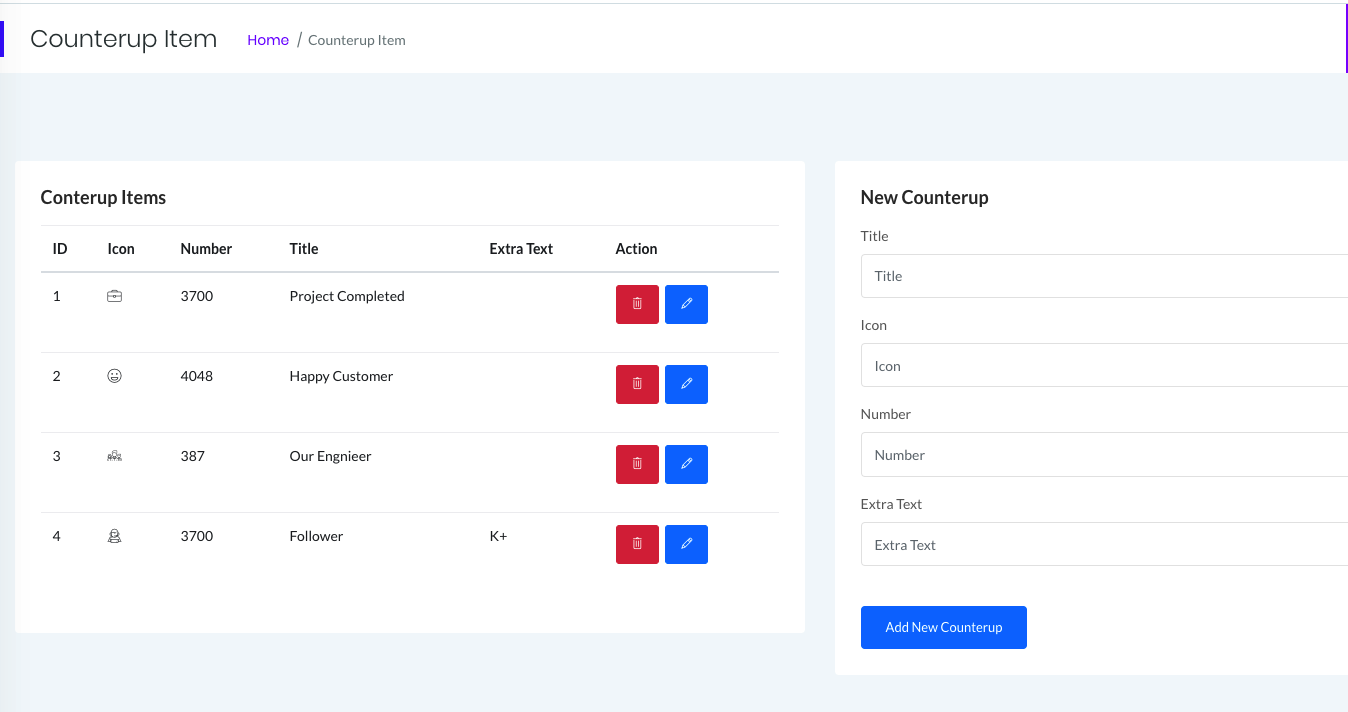 Counterup Item Home / Counterup Item
Conterup Items
ID Icon Number Title Extra Text Action
1 3700 Project Completed
2 4048 Happy Customer
3 387 Our Engnieer
4 3700 Follower K+
New Counterup
Title
Title
Icon
Icon
Number
Number
Extra Text
Extra Text
Add New Counterup